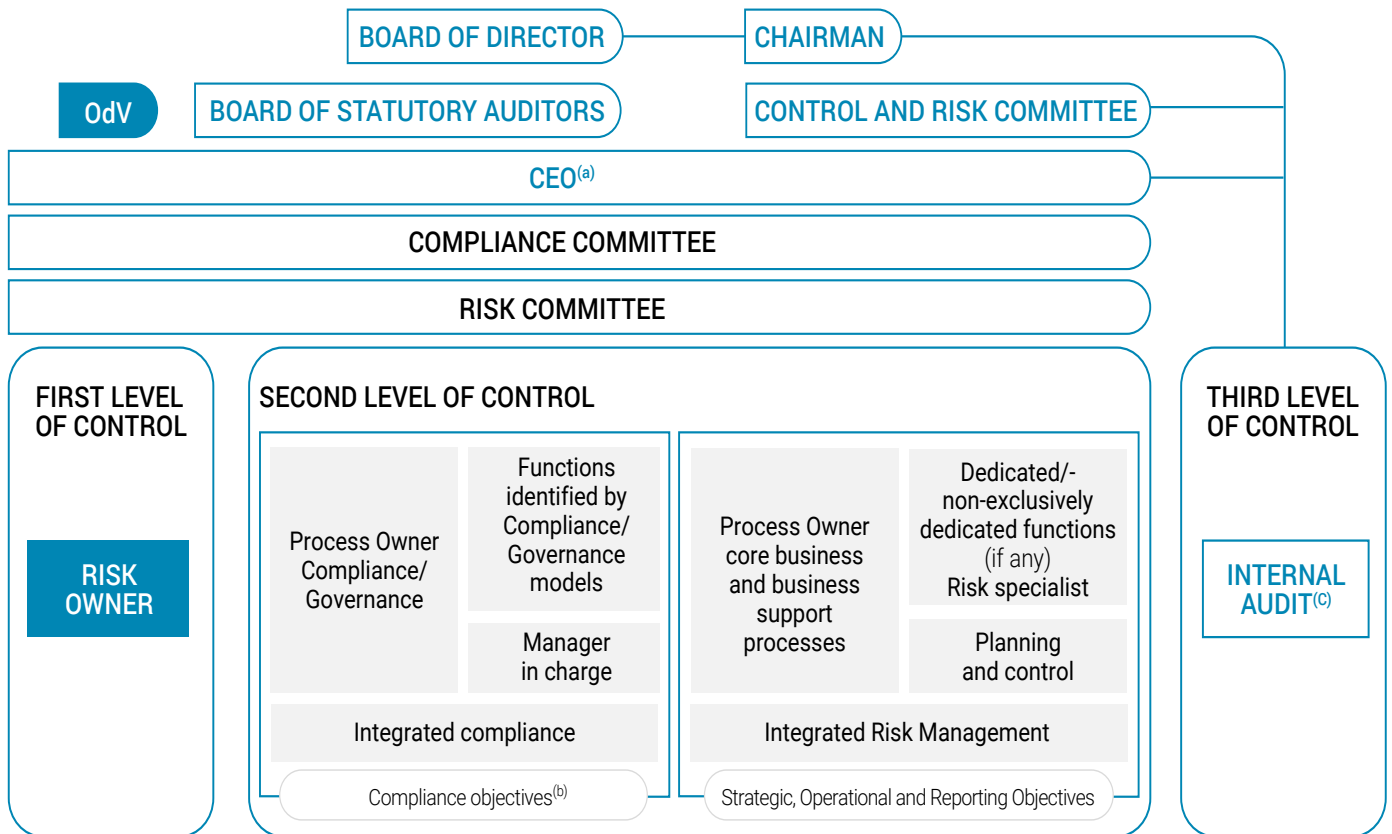 BOARD OF DIRECTOR
CHAIRMAN
OdV
BOARD OF STATUTORY AUDITORS
CONTROL AND RISK COMMITTEE
CEO(a)
COMPLIANCE COMMITTEE
RISK COMMITTEE
FIRST LEVEL
OF CONTROL
RISK
OWNER
SECOND LEVEL OF CONTROL
Process Owner
Compliance/
Governance
Functions
identified by
Compliance/
Governance
models
Manager
in charge
Integrated compliance
Compliance objectives(b)
Process Owner
core business
and business
support
processes
Dedicated/-
non-exclusively
dedicated functions
(if any)
Risk specialist
Planning
and control
Integrated Risk Management
Strategic, Operational and Reporting Objectives
THIRD LEVEL
OF CONTROL
INTERNAL
AUDIT(C)